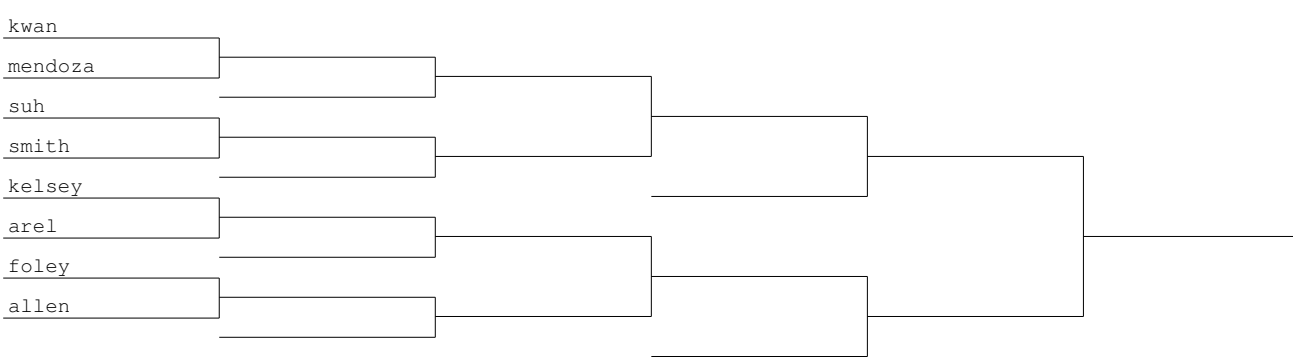 kwan
mendoza
suh
smith
kelsey
arel
foley
allen